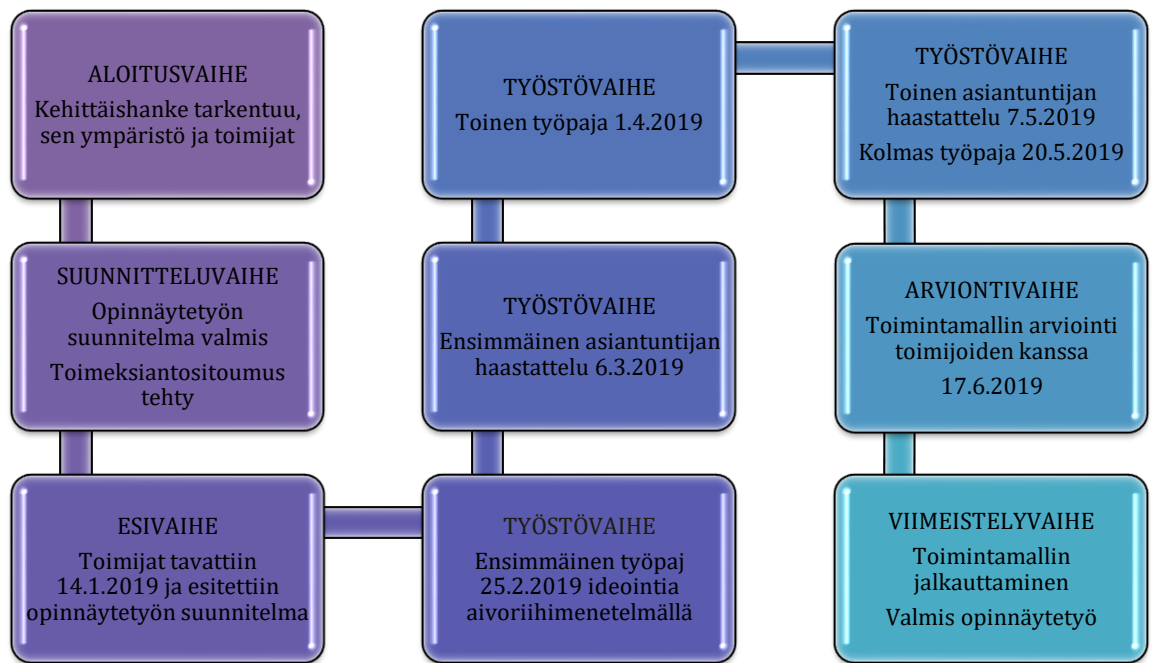 ALOITUSVAIHE
Kehittäishanke tarkentuu,
sen ympäristö ja toimijat
SUUNNITTELUVAIHE
Opinnäytetyön
suunnitelma valmis
Toimeksiantositoumus
tehty
ESIVAIHE
Toimijat tavattiin
14.1.2019 ja esitettiin
opinnäytetyön suunnitelma
TYÖSTÖVAIHE
Ensimmäinen työpaj
25.2.2019 ideointia
aivoriihimenetelmällä
TYÖSTÖVAIHE
Ensimmäinen asiantuntijan
haastattelu 6.3.2019
TYÖSTÖVAIHE
Toinen työpaja 1.4.2019
TYÖSTÖVAIHE
Toinen asiantuntijan
haastattelu 7.5.2019
Kolmas työpaja 20.5.2019
ARVIONTIVAIHE
Toimintamallin arviointi
toimijoiden kanssa
17.6.2019
VIIMEISTELYVAIHE
Toimintamallin
jalkauttaminen
Valmis opinnäytetyö